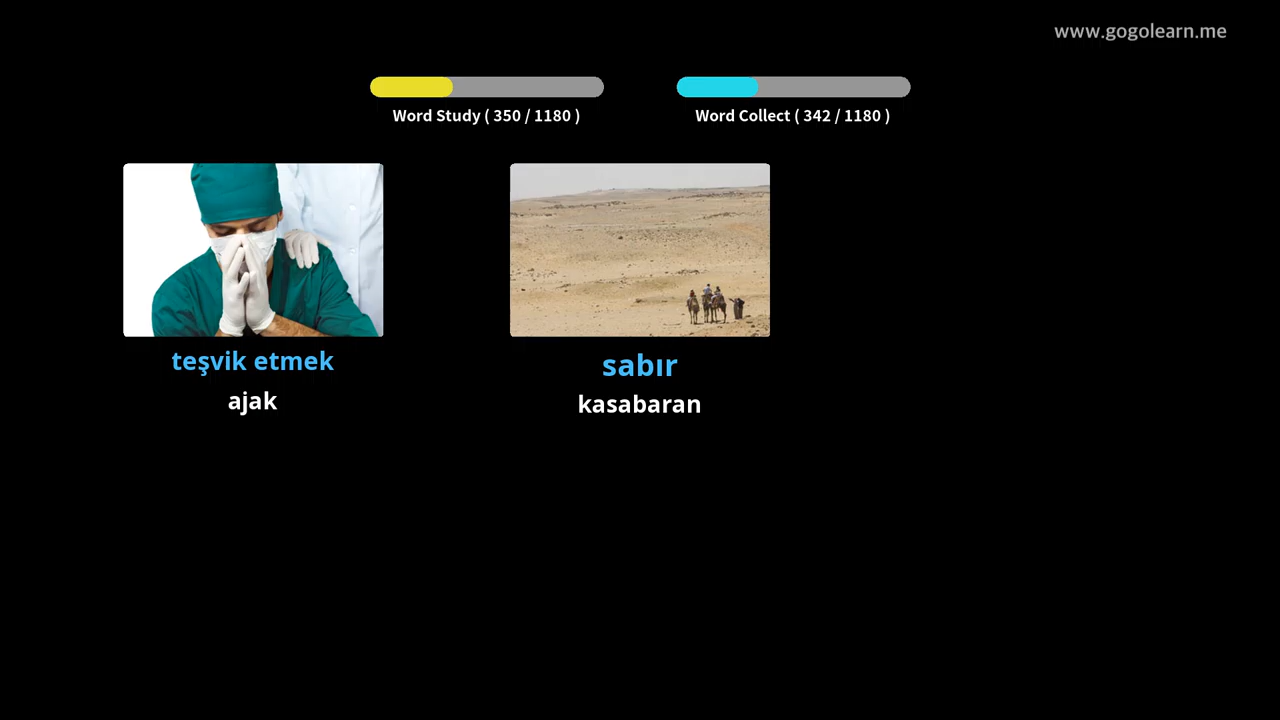 www.gogolearn.me
Word Study ( 350 / 1180 )
Word Collect ( 342 / 1180 )
teşvik etmek
ajak
sabır
kasabaran